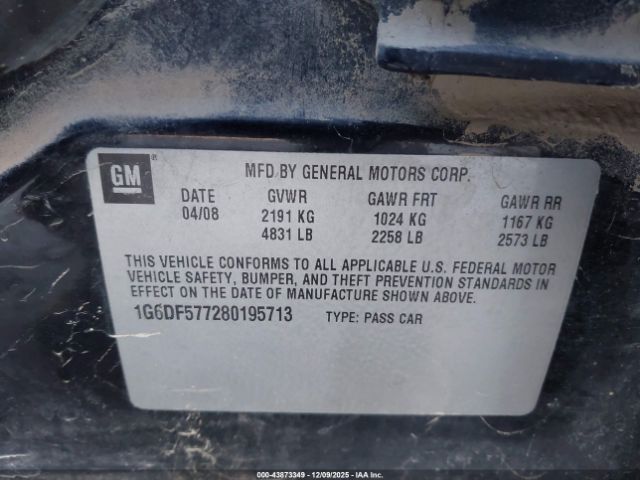 GM®
MFD BY GENERAL MOTORS CORP.
DATE GVWR GAWR FRT GAWR RR
04/08 2191 KG 1024 KG 1167 KG
4831 LB 2258 LB 2573 LB
THIS VEHICLE CONFORMS TO ALL APPLICABLE U.S. FEDERAL MOTOR
VEHICLE SAFETY, BUMPER, AND THEFT PREVENTION STANDARDS IN
EFFECT ON THE DATE OF MANUFACTURE SHOWN ABOVE.
1G6DF577280195713 TYPE: PASS CAR
000-43873349 | 12/09/2025 - IAA Inc.